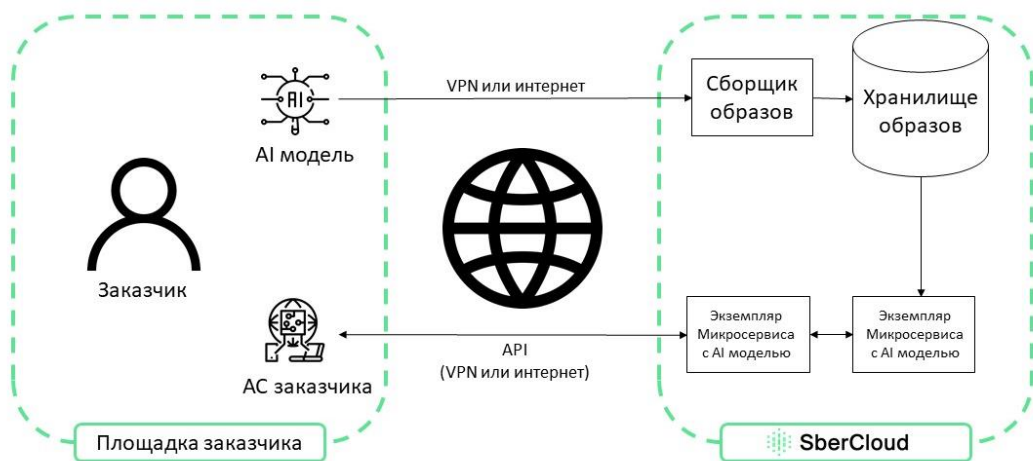 AI
AI модель
Заказчик
АС заказчика
Площадка заказчика
VPN или интернет
API
(VPN или интернет)
Сборщик
образов
Хранилище
образов
Экземпляр
Микросервиса
с AI моделью
Экземпляр
Микросервиса
с AI моделью
SberCloud